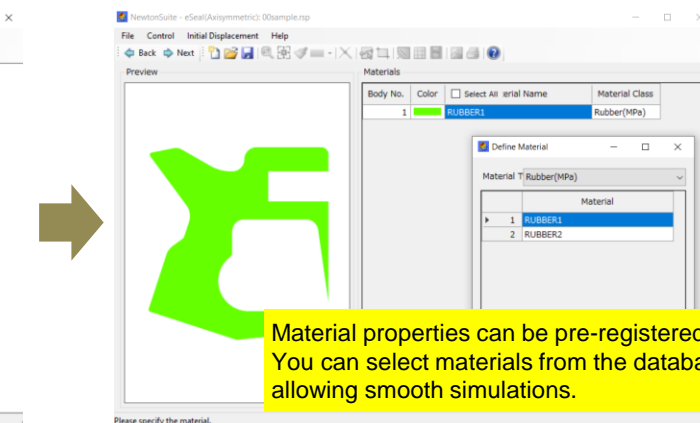 NewtonSuite - eSeal(Axisymmetric): 00sample.rsp
File Control Initial Displacement Help
Back Next
Preview
Materials
Body No. Color Select All :erial Name Material Class
1 RUBBER1 Rubber(MPa)
Define Material
Material T Rubber(MPa)
Material
1 RUBBER1
2 RUBBER2
Material properties can be pre-registered
You can select materials from the databa
allowing smooth simulations.
Please specify the material.